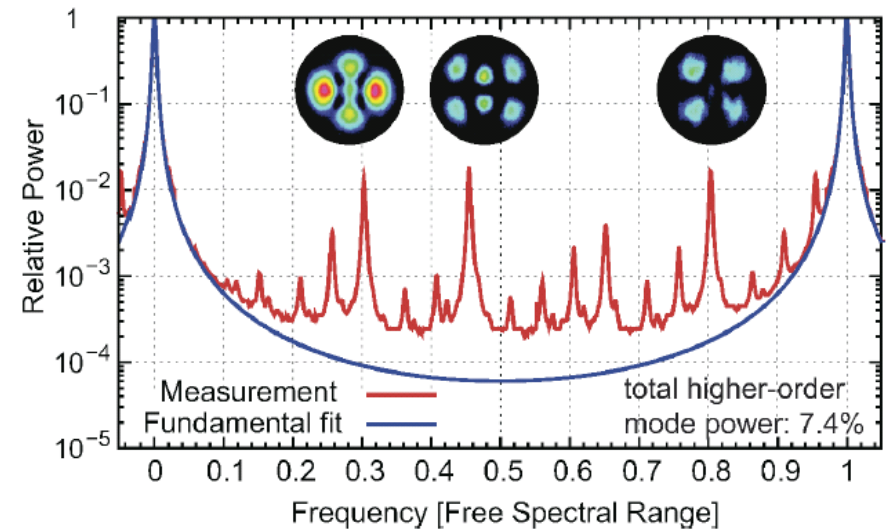 1
10⁻¹
10⁻²
10⁻³
10⁻⁴
10⁻⁵
Relative Power
Measurement
Fundamental fit
total higher-order
mode power: 7.4%
0 0.1 0.2 0.3 0.4 0.5 0.6 0.7 0.8 0.9 1
Frequency [Free Spectral Range]